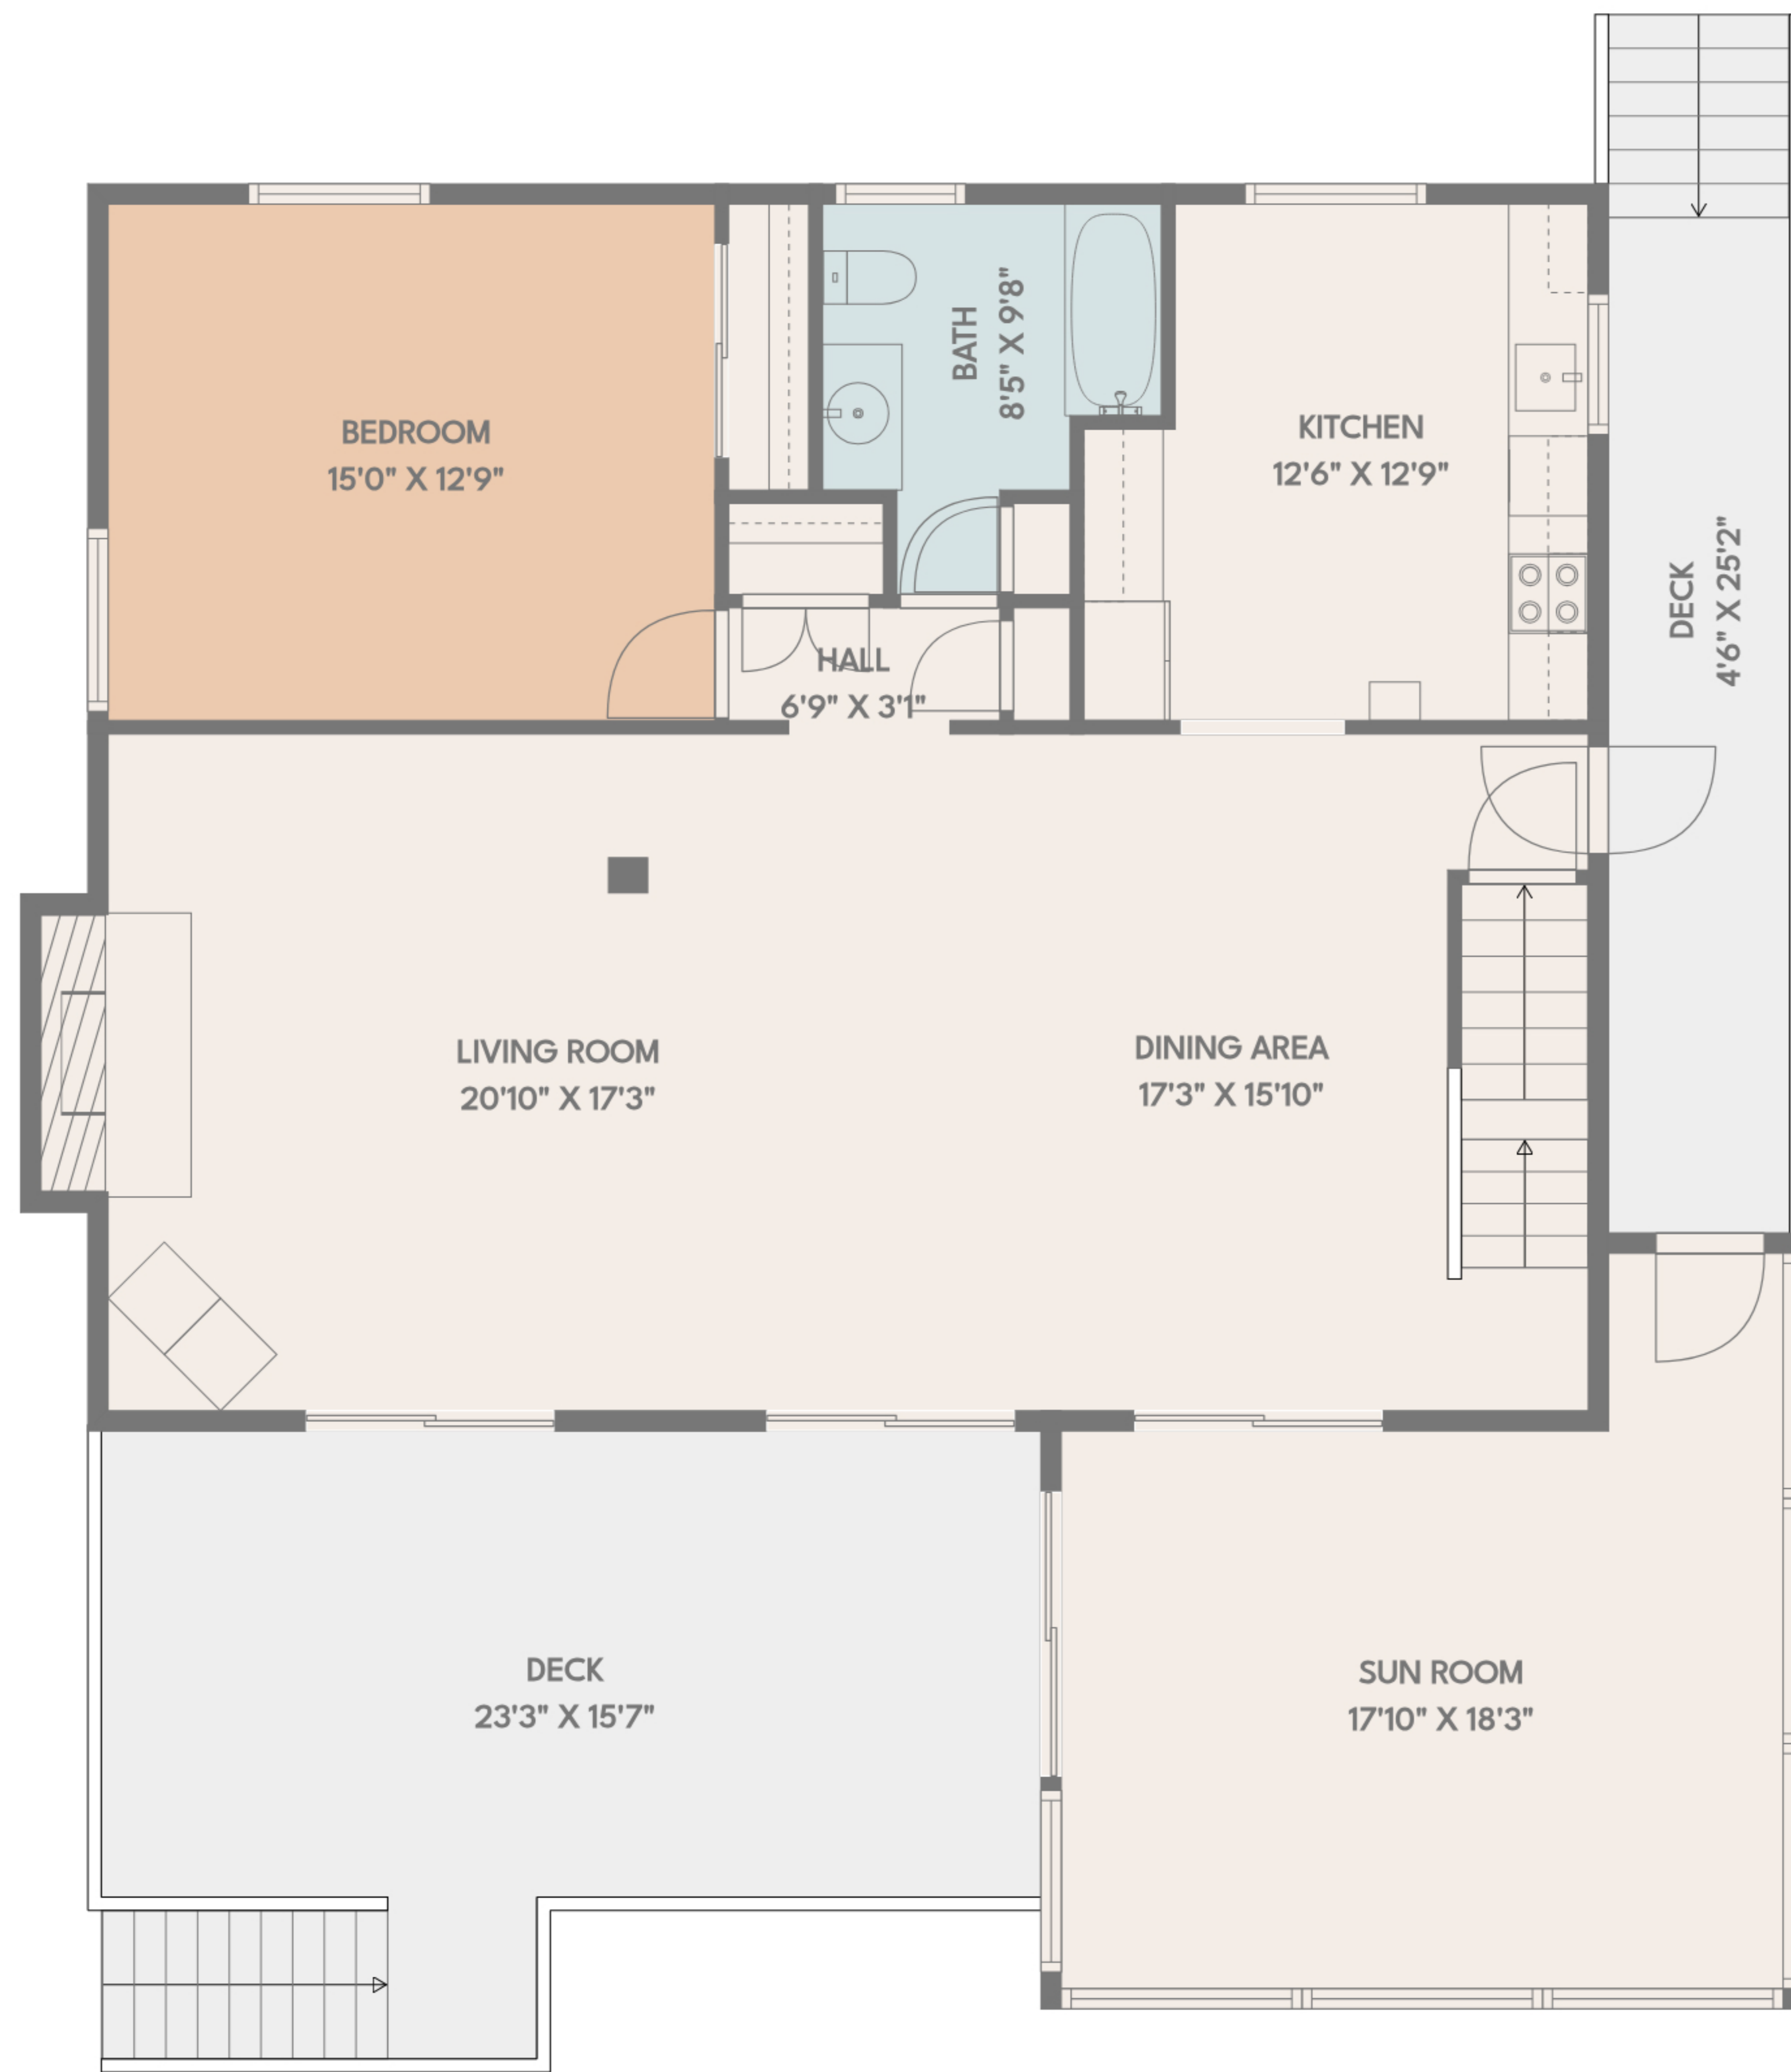 BEDROOM
15'0" X 12'9"
BATH
8'5" X 9'8"
KITCHEN
12'6" X 12'9"
DECK
4'6" X 25'2"
HALL
6'9" X 3'1"
LIVING ROOM
20'10" X 17'3"
DINING AREA
17'3" X 15'10"
DECK
23'3" X 15'7"
SUN ROOM
17'10" X 18'3"